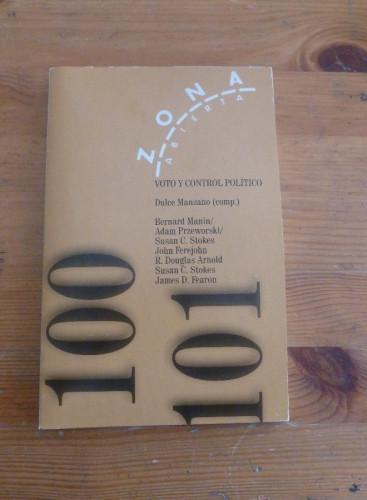 ZONA
ABIERTA
VOTO Y CONTROL POLÍTICO
Dulce Manzano (comp.)
Bernard Manin/
Adam Przeworski/
Susan C. Stokes
John Ferejohn
R. Douglas Arnold
Susan C. Stokes
James D. Fearon
100
101